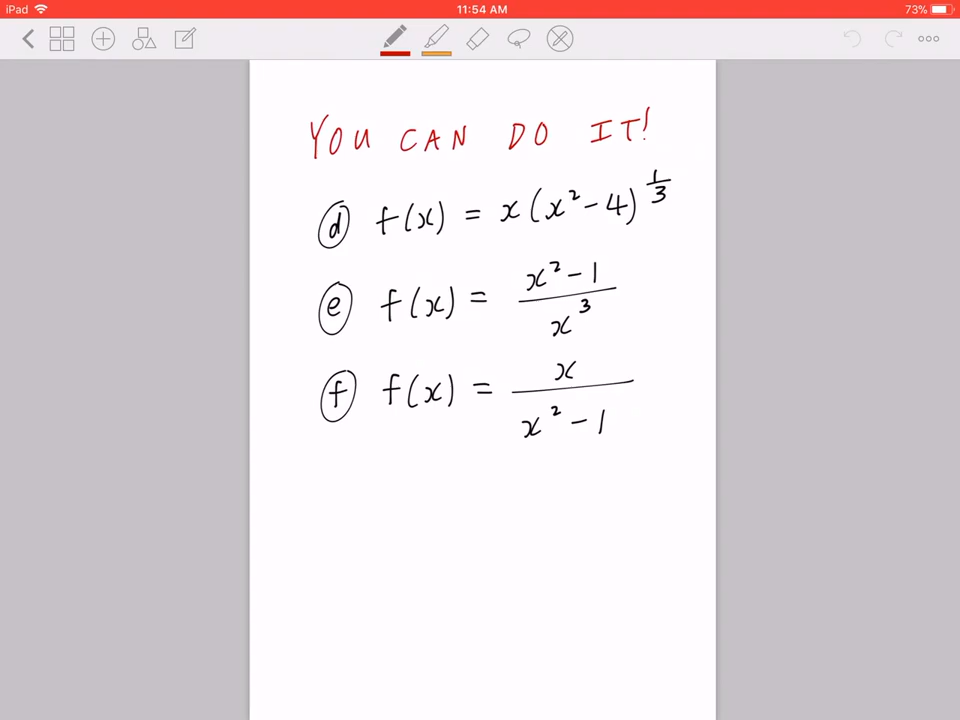 iPad 11:54 AM 73%
YOU CAN DO IT!
(d) f(x) = x(x² - 4)^(1/3)
(e) f(x) = (x² - 1)/x³
(f) f(x) = x/(x² - 1)